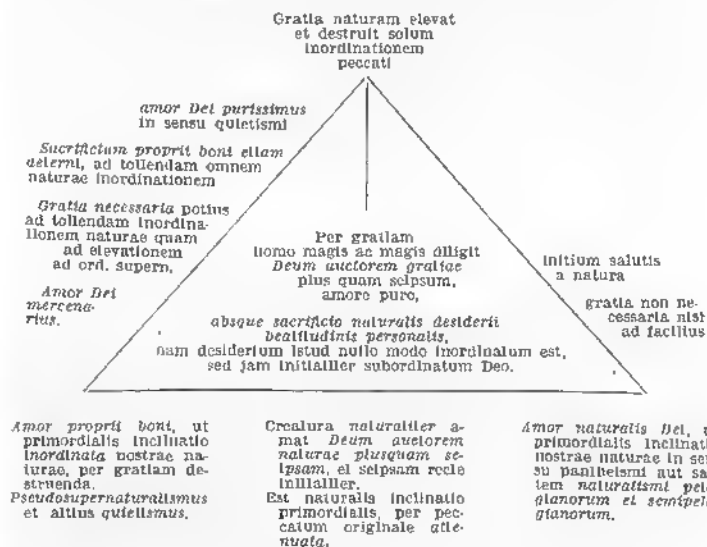 Gratia naturam elevat
et destruit solum
inordinationem
peccati
amor Dei purissimus
in sensu quietismi
Sacrificium proprii boni etiam
aeterni, ad tollendam omnem
naturae inordinationem
Gratia necessaria potius
ad tollendam inordina-
tionem naturae quam
ad elevationem
ad ord. supern,
Amor Dei
mercena-
rius.
Per gratiam
homo magis ac magis diligit
Deum auctorem gratiae
plus quam seipsum,
amore puro,
absque sacrificio naturalis desiderii
beatitudinis personalis,
nam desiderium istud nullo modo inordinatum est,
sed jam initialiter subordinatum Deo.
initium salutis
a natura
gratia non ne-
cessaria nisi
ad facilius
Amor proprii boni, ut
primordialis inclinatio
inordinata nostrae na-
turae, per gratiam de-
struenda.
Pseudosupernaturalismus
et altius quietismus.
Creatura naturaliter a-
mat Deum auctorem
naturae plusquam se-
ipsam, et seipsam recte
initialiter.
Est naturalis inclinatio
primordialis, per pec-
catum originale atte-
nuata.
Amor naturalis Dei, u
primordialis inclinati
nostrae naturae in sen
su pantheismi aut sa
tem naturalismi pela
gianorum et semipel
gianorum.